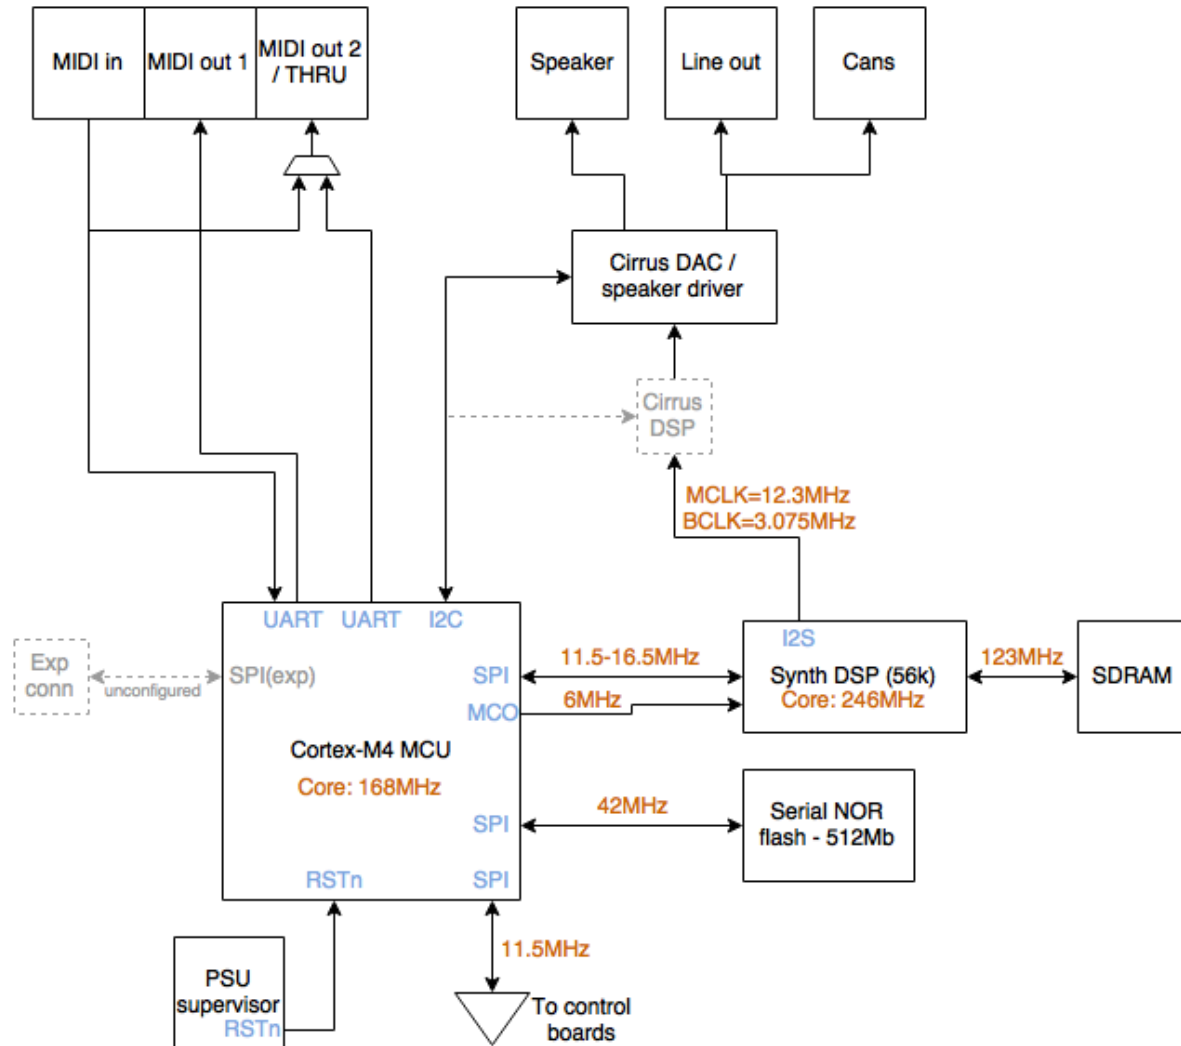 MIDI in
MIDI out 1
MIDI out 2
/ THRU
Speaker
Line out
Cans
Cirrus DAC /
speaker driver
Cirrus
DSP
MCLK=12.3MHz
BCLK=3.075MHz
UART
UART
I2C
I2S
Exp
conn
unconfigured
SPI(exp)
SPI
11.5-16.5MHz
Synth DSP (56k)
Core: 246MHz
123MHz
SDRAM
MCO
6MHz
Cortex-M4 MCU
Core: 168MHz
SPI
42MHz
Serial NOR
flash - 512Mb
RSTn
SPI
11.5MHz
PSU
supervisor
RSTn
To control
boards